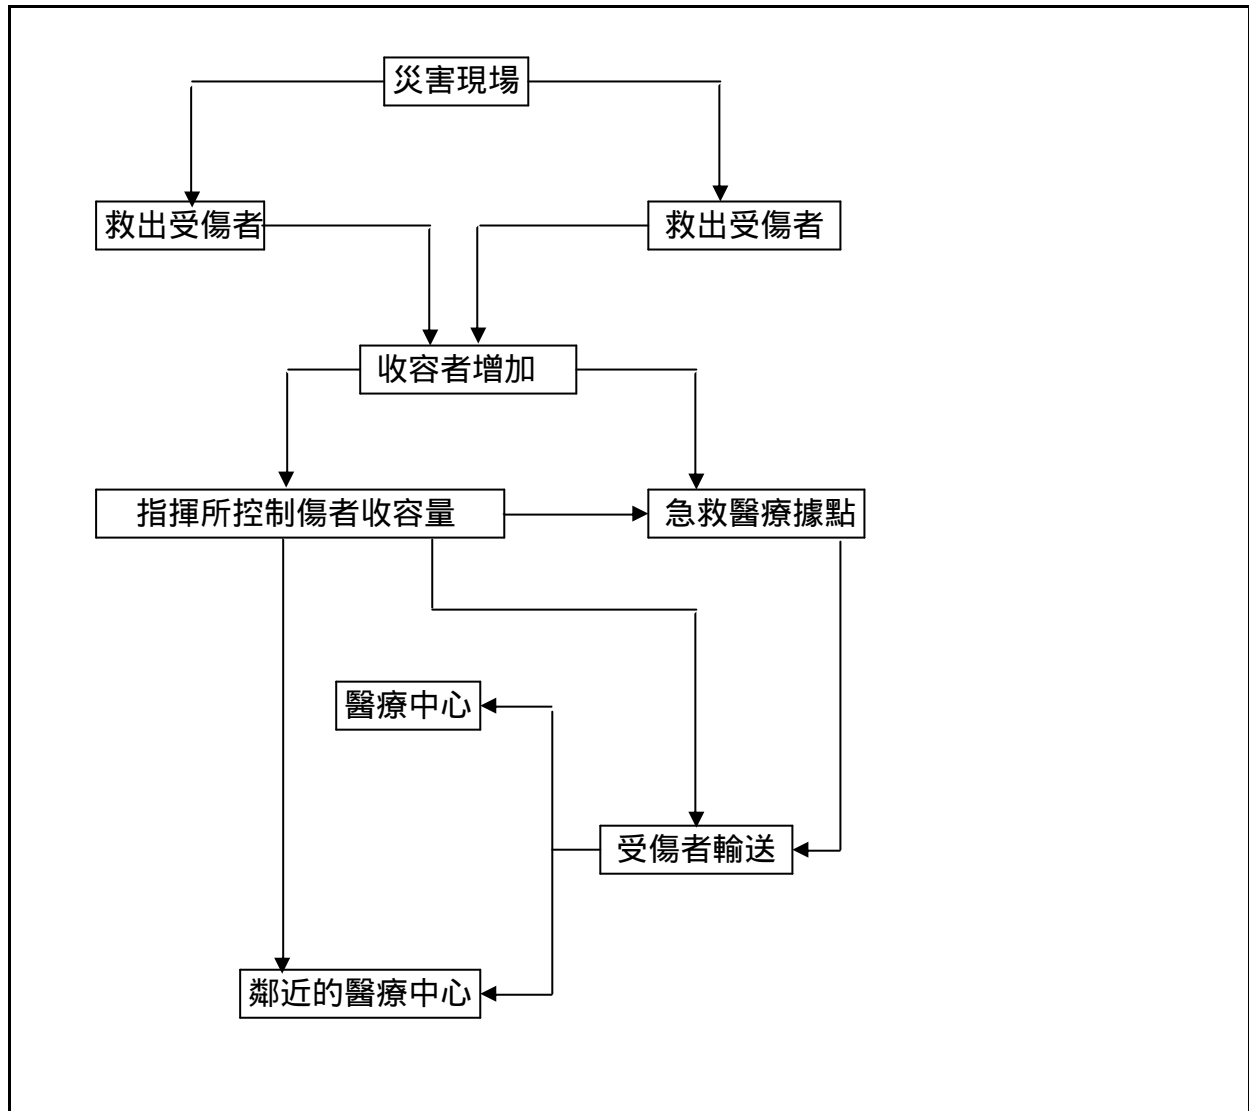 災害現場
救出受傷者
救出受傷者
收容者增加
指揮所控制傷者收容量
急救醫療據點
醫療中心
受傷者輸送
鄰近的醫療中心